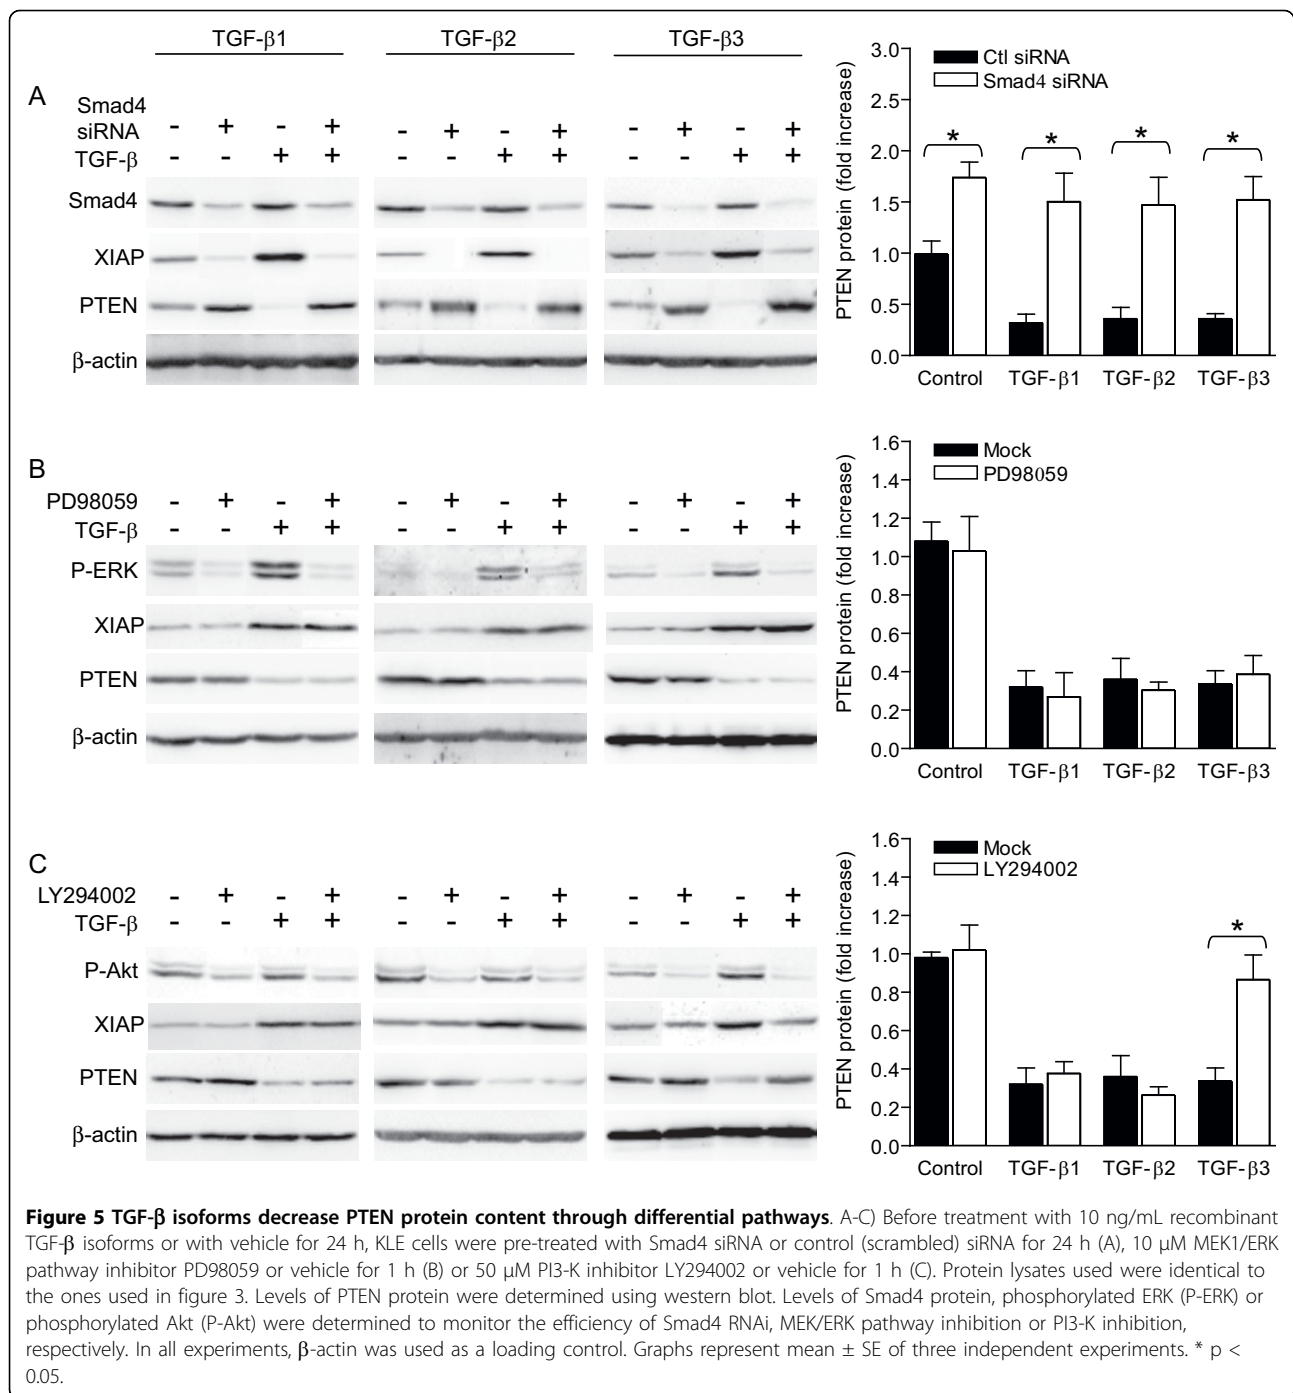 TGF-β1 TGF-β2 TGF-β3
A
Smad4
siRNA - + - + - + - + - + - +
TGF-β - - + + - - + + - - + +
Smad4
XIAP
PTEN
β-actin
PTEN protein (fold increase)
3.0
2.5
2.0
1.5
1.0
0.5
0.0
Ctl siRNA
Smad4 siRNA
* * * *
Control TGF-β1 TGF-β2 TGF-β3
B
PD98059 - + - + - + - + - + - +
TGF-β - - + + - - + + - - + +
P-ERK
XIAP
PTEN
β-actin
PTEN protein (fold increase)
1.6
1.4
1.2
1.0
0.8
0.6
0.4
0.2
0.0
Mock
PD98059
Control TGF-β1 TGF-β2 TGF-β3
C
LY294002 - + - + - + - + - + - +
TGF-β - - + + - - + + - - + +
P-Akt
XIAP
PTEN
β-actin
PTEN protein (fold increase)
1.6
1.4
1.2
1.0
0.8
0.6
0.4
0.2
0.0
Mock
LY294002
*
Control TGF-β1 TGF-β2 TGF-β3
Figure 5 TGF-β isoforms decrease PTEN protein content through differential pathways. A-C) Before treatment with 10 ng/mL recombinant
TGF-β isoforms or with vehicle for 24 h, KLE cells were pre-treated with Smad4 siRNA or control (scrambled) siRNA for 24 h (A), 10 μM MEK1/ERK
pathway inhibitor PD98059 or vehicle for 1 h (B) or 50 μM PI3-K inhibitor LY294002 or vehicle for 1 h (C). Protein lysates used were identical to
the ones used in figure 3. Levels of PTEN protein were determined using western blot. Levels of Smad4 protein, phosphorylated ERK (P-ERK) or
phosphorylated Akt (P-Akt) were determined to monitor the efficiency of Smad4 RNAi, MEK/ERK pathway inhibition or PI3-K inhibition,
respectively. In all experiments, β-actin was used as a loading control. Graphs represent mean ± SE of three independent experiments. * p <
0.05.